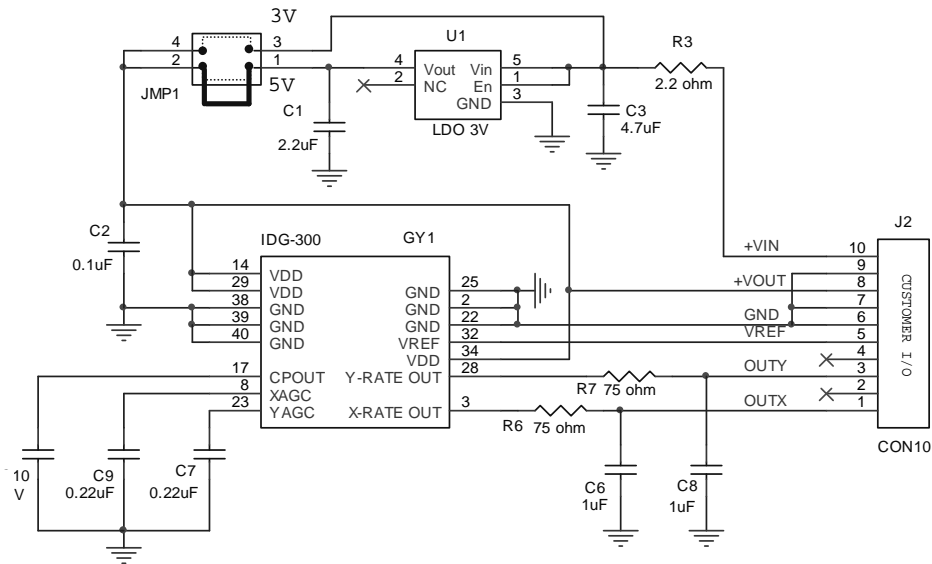 3V
4 3
2 1
5V
JMP1
U1
4 Vout Vin 5
2 NC En 1
GND 3
LDO 3V
C1
2.2uF
C3
4.7uF
R3
2.2 ohm
C2
0.1uF
IDG-300 GY1
14 VDD
29 VDD
38 GND
39 GND
40 GND
17 CPOUT
8 XAGC
23 YAGC
GND 25
GND 2
GND 22
VREF 32
VDD 34
Y-RATE OUT 28
X-RATE OUT 3
R7 75 ohm
R6 75 ohm
J2
+VIN 10
9
+VOUT 8
7
GND 6
VREF 5
4
OUTY 3
2
OUTX 1
CUSTOMER I/O
CON10
10
V
C9
0.22uF
C7
0.22uF
C6
1uF
C8
1uF